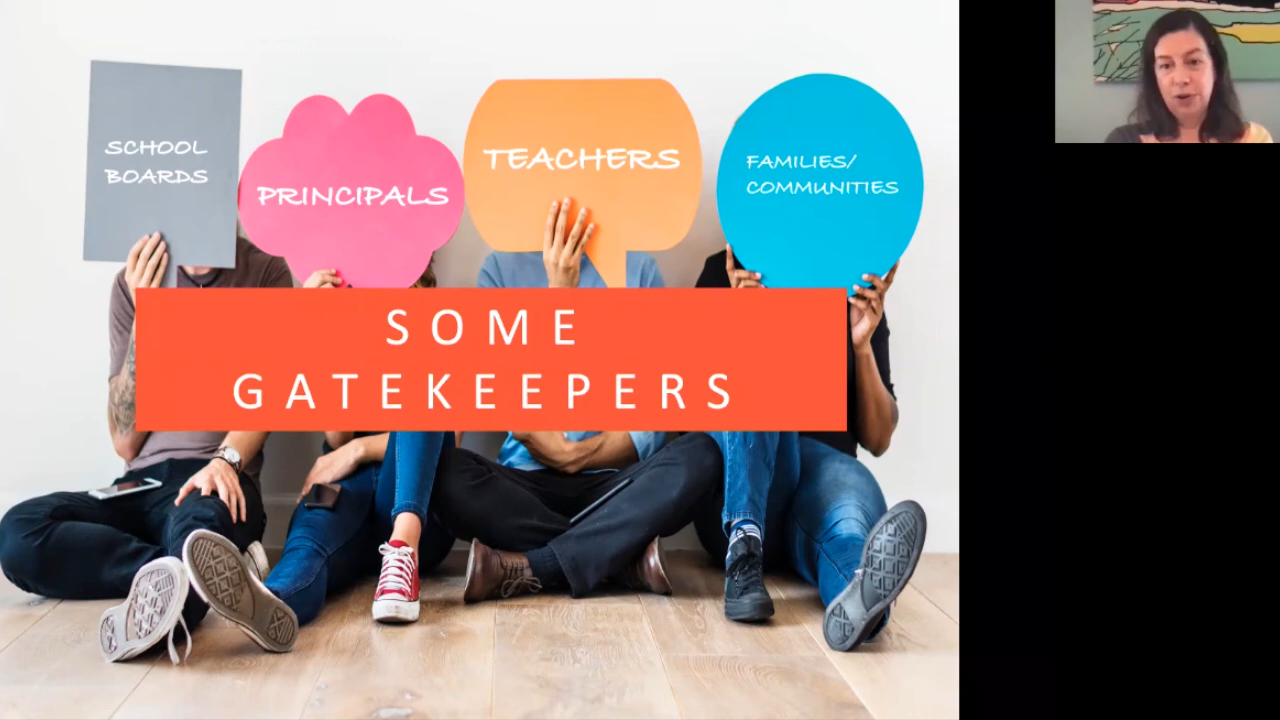 SCHOOL
BOARDS
PRINCIPALS
TEACHERS
FAMILIES/
COMMUNITIES
SOME
GATEKEEPERS